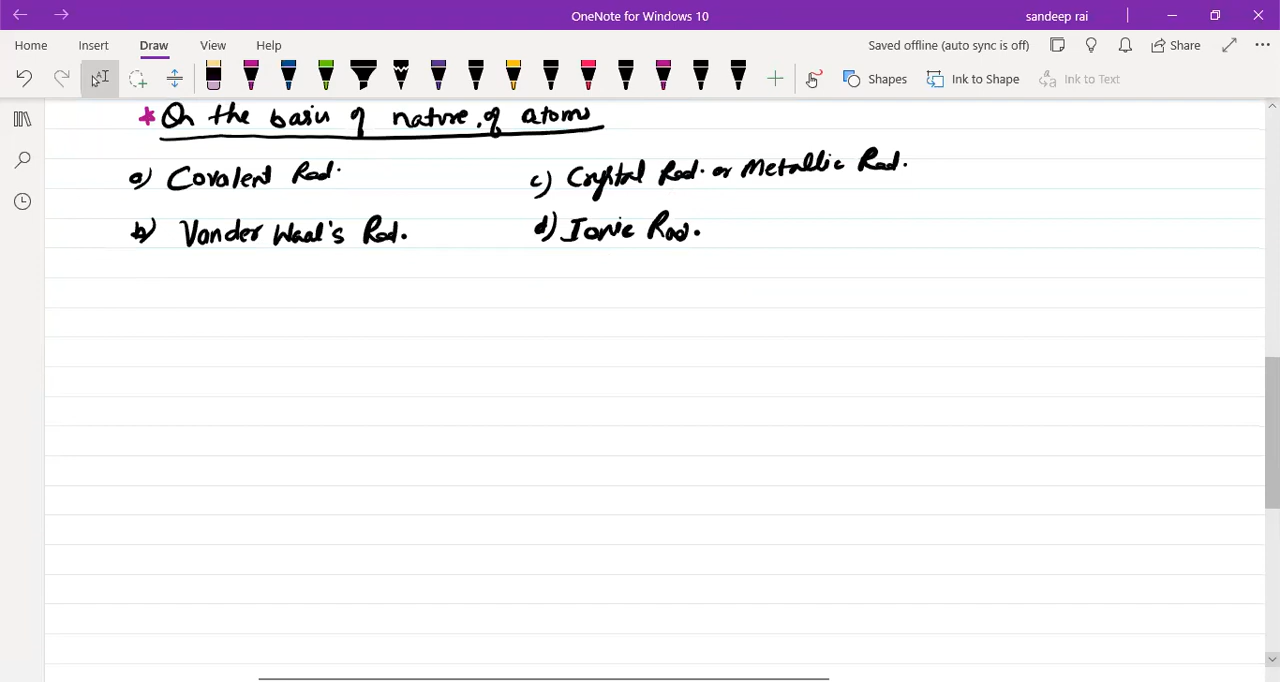 OneNote for Windows 10
sandeep rai
Home Insert Draw View Help
Saved offline (auto sync is off) Share
Shapes Ink to Shape Ink to Text
* On the basis of nature of atoms
a) Covalent Rad.
c) Crystal Rad. or Metallic Rad.
b) Vander Waal's Rad.
d) Ionic Rad.